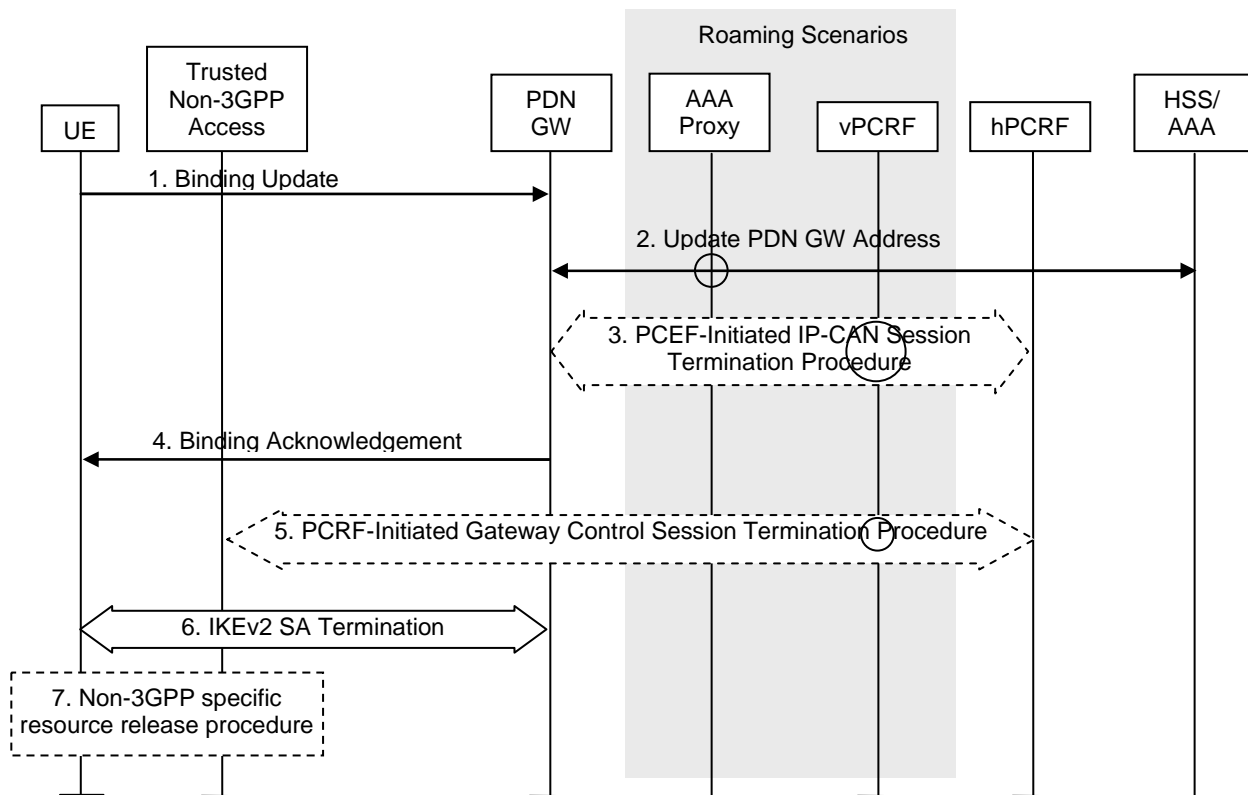 Roaming Scenarios
UE
Trusted
Non-3GPP
Access
PDN
GW
AAA
Proxy
vPCRF
hPCRF
HSS/
AAA
1. Binding Update
2. Update PDN GW Address
3. PCEF-Initiated IP-CAN Session
Termination Procedure
4. Binding Acknowledgement
5. PCRF-Initiated Gateway Control Session Termination Procedure
6. IKEv2 SA Termination
7. Non-3GPP specific
resource release procedure